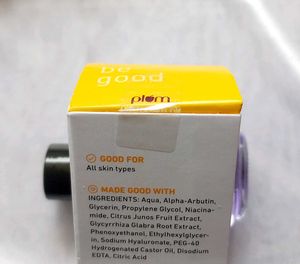 be
good
plum
GOOD FOR
All skin types
MADE GOOD WITH
INGREDIENTS: Aqua, Alpha-Arbutin,
Glycerin, Propylene Glycol, Niacina-
mide, Citrus Junos Fruit Extract,
Glycyrrhiza Glabra Root Extract,
Phenoxyethanol, Ethylhexylglycer-
in, Sodium Hyaluronate, PEG-40
Hydrogenated Castor Oil, Disodium
EDTA, Citric Acid